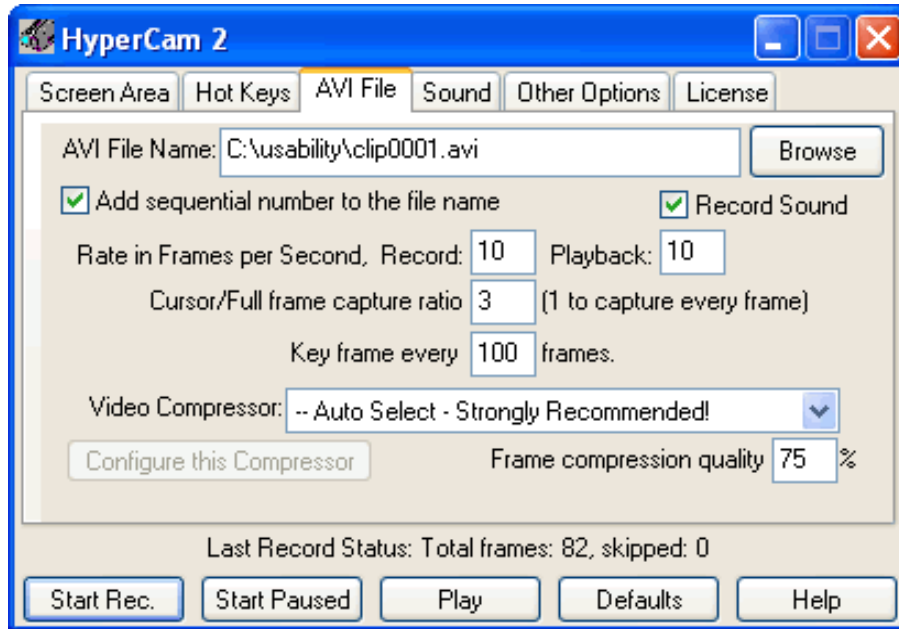 HyperCam 2
Screen Area Hot Keys AVI File Sound Other Options License
AVI File Name: C:\usability\clip0001.avi Browse
Add sequential number to the file name Record Sound
Rate in Frames per Second, Record: 10 Playback: 10
Cursor/Full frame capture ratio 3 (1 to capture every frame)
Key frame every 100 frames.
Video Compressor: -- Auto Select - Strongly Recommended!
Configure this Compressor Frame compression quality 75 %
Last Record Status: Total frames: 82, skipped: 0
Start Rec. Start Paused Play Defaults Help